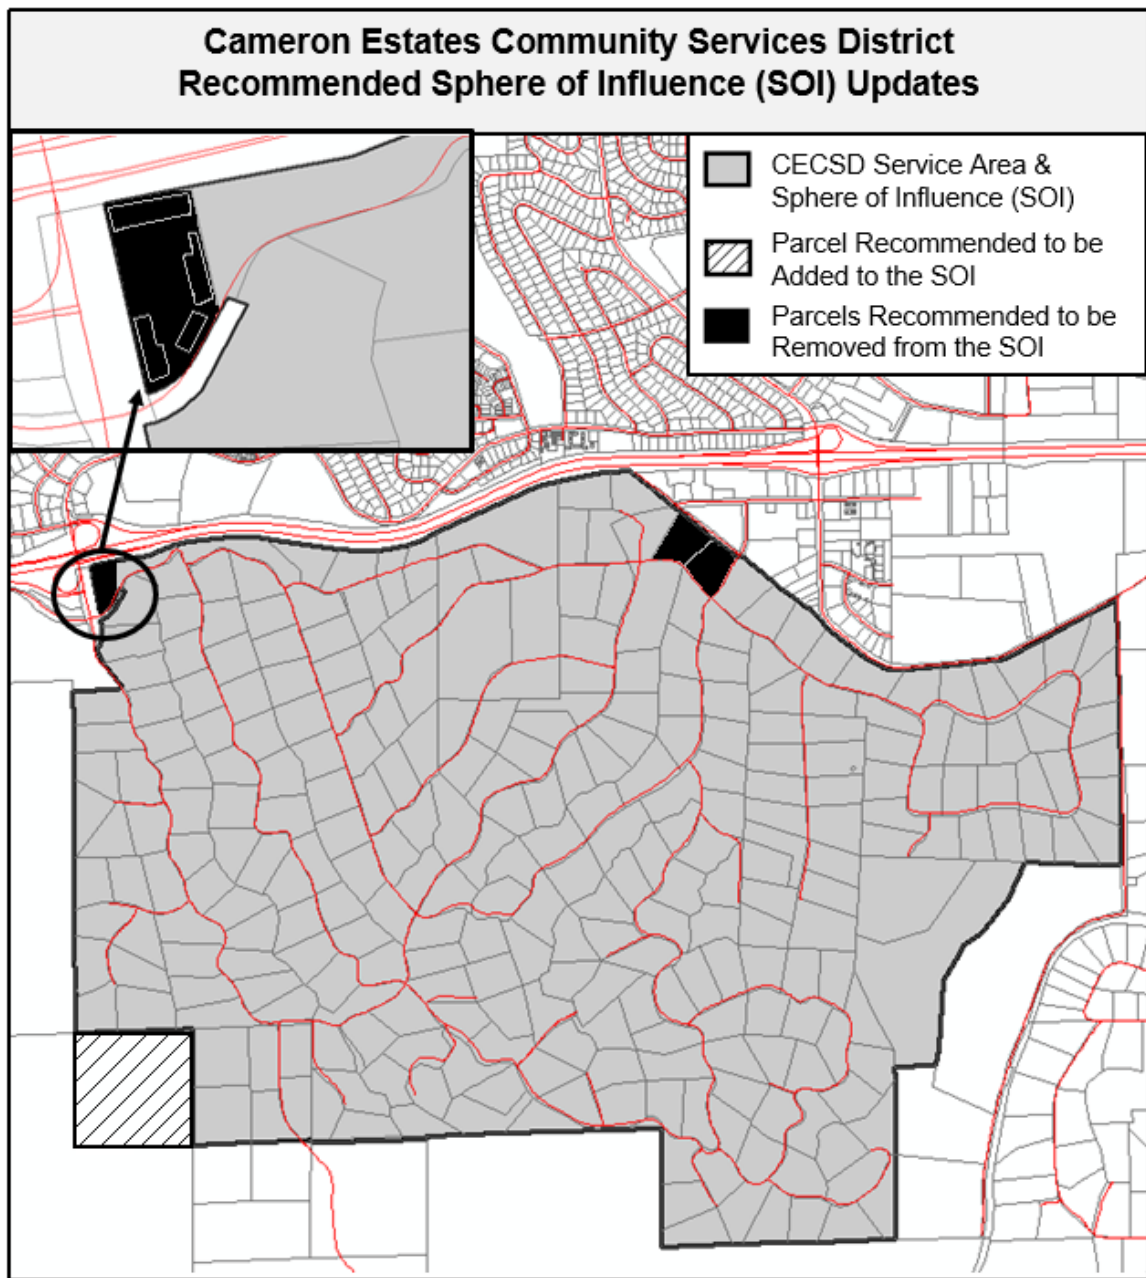 Cameron Estates Community Services District
Recommended Sphere of Influence (SOI) Updates
CECSD Service Area &
Sphere of Influence (SOI)
Parcel Recommended to be
Added to the SOI
Parcels Recommended to be
Removed from the SOI